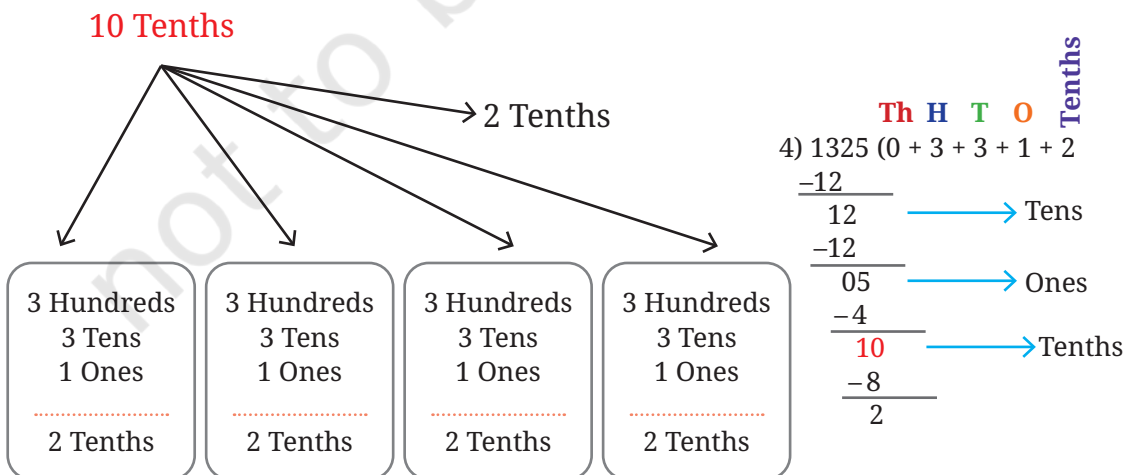 10 Tenths
2 Tenths
3 Hundreds
3 Tens
1 Ones
2 Tenths
3 Hundreds
3 Tens
1 Ones
2 Tenths
3 Hundreds
3 Tens
1 Ones
2 Tenths
3 Hundreds
3 Tens
1 Ones
2 Tenths
Th H T O Tenths
4) 1325 (0 + 3 + 3 + 1 + 2
–12
12 Tens
–12
05 Ones
–4
10 Tenths
–8
2
not to b